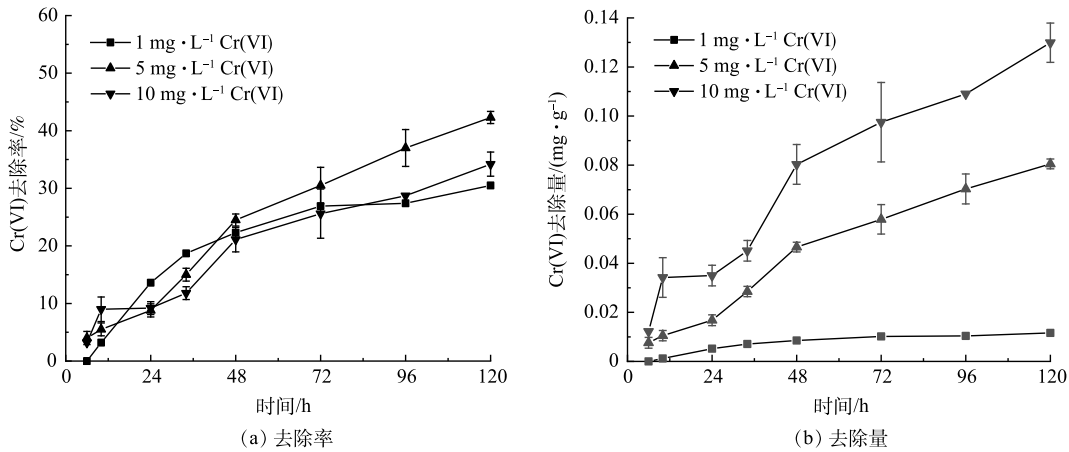 60
50
40
30
20
10
0
Cr(VI)去除率/%
1 mg·L⁻¹ Cr(VI)
5 mg·L⁻¹ Cr(VI)
10 mg·L⁻¹ Cr(VI)
0 24 48 72 96 120
时间/h
(a) 去除率
0.14
0.12
0.10
0.08
0.06
0.04
0.02
0
Cr(VI)去除量/(mg·g⁻¹)
1 mg·L⁻¹ Cr(VI)
5 mg·L⁻¹ Cr(VI)
10 mg·L⁻¹ Cr(VI)
0 24 48 72 96 120
时间/h
(b) 去除量